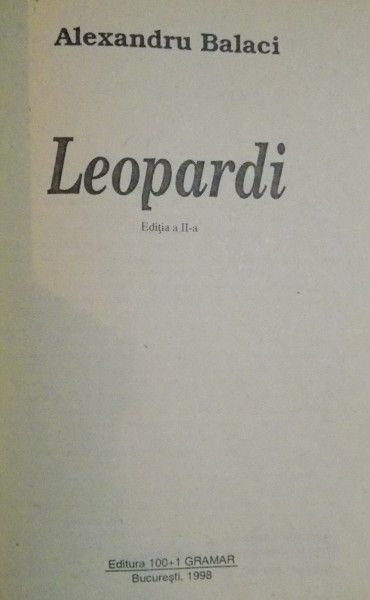 Alexandru Balaci
Leopardi
Ediţia a II-a
Editura 100+1 GRAMAR
Bucureşti, 1998